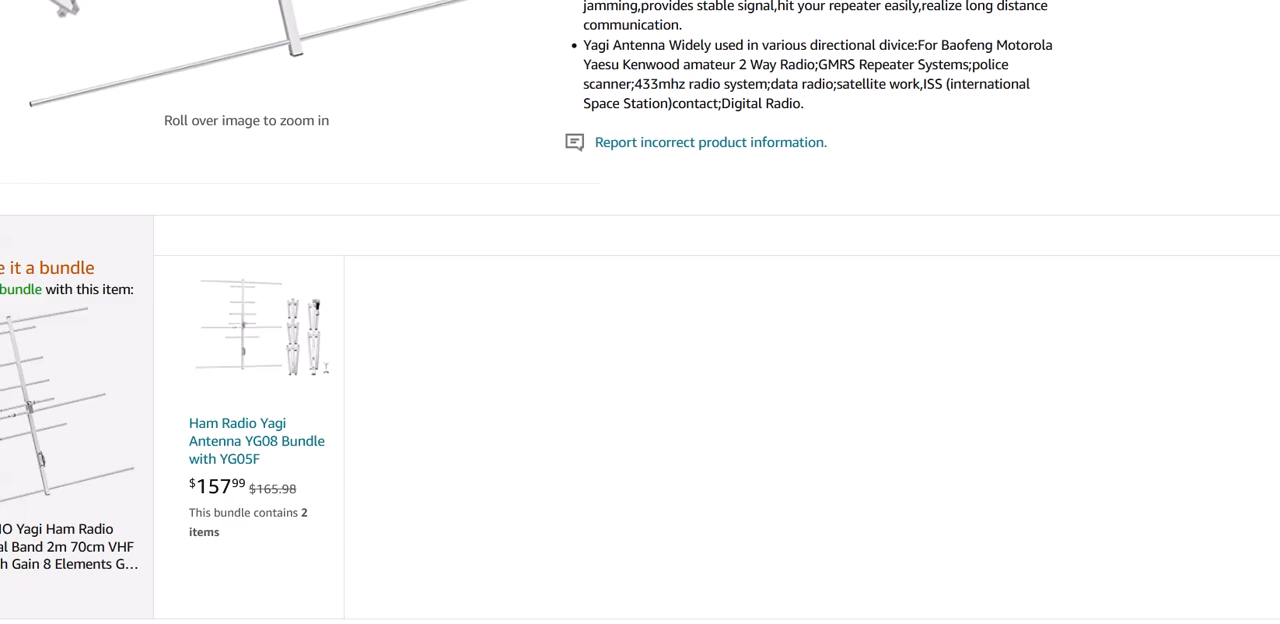 jamming,provides stable signal,hit your repeater easily,realize long distance
communication.
• Yagi Antenna Widely used in various directional divice:For Baofeng Motorola
Yaesu Kenwood amateur 2 Way Radio;GMRS Repeater Systems;police
scanner;433mhz radio system;data radio;satellite work,ISS (international
Space Station)contact;Digital Radio.
Roll over image to zoom in
Report incorrect product information.
e it a bundle
bundle with this item:
O Yagi Ham Radio
al Band 2m 70cm VHF
h Gain 8 Elements G…
Ham Radio Yagi
Antenna YG08 Bundle
with YG05F
$157.99 $165.98
This bundle contains 2
items